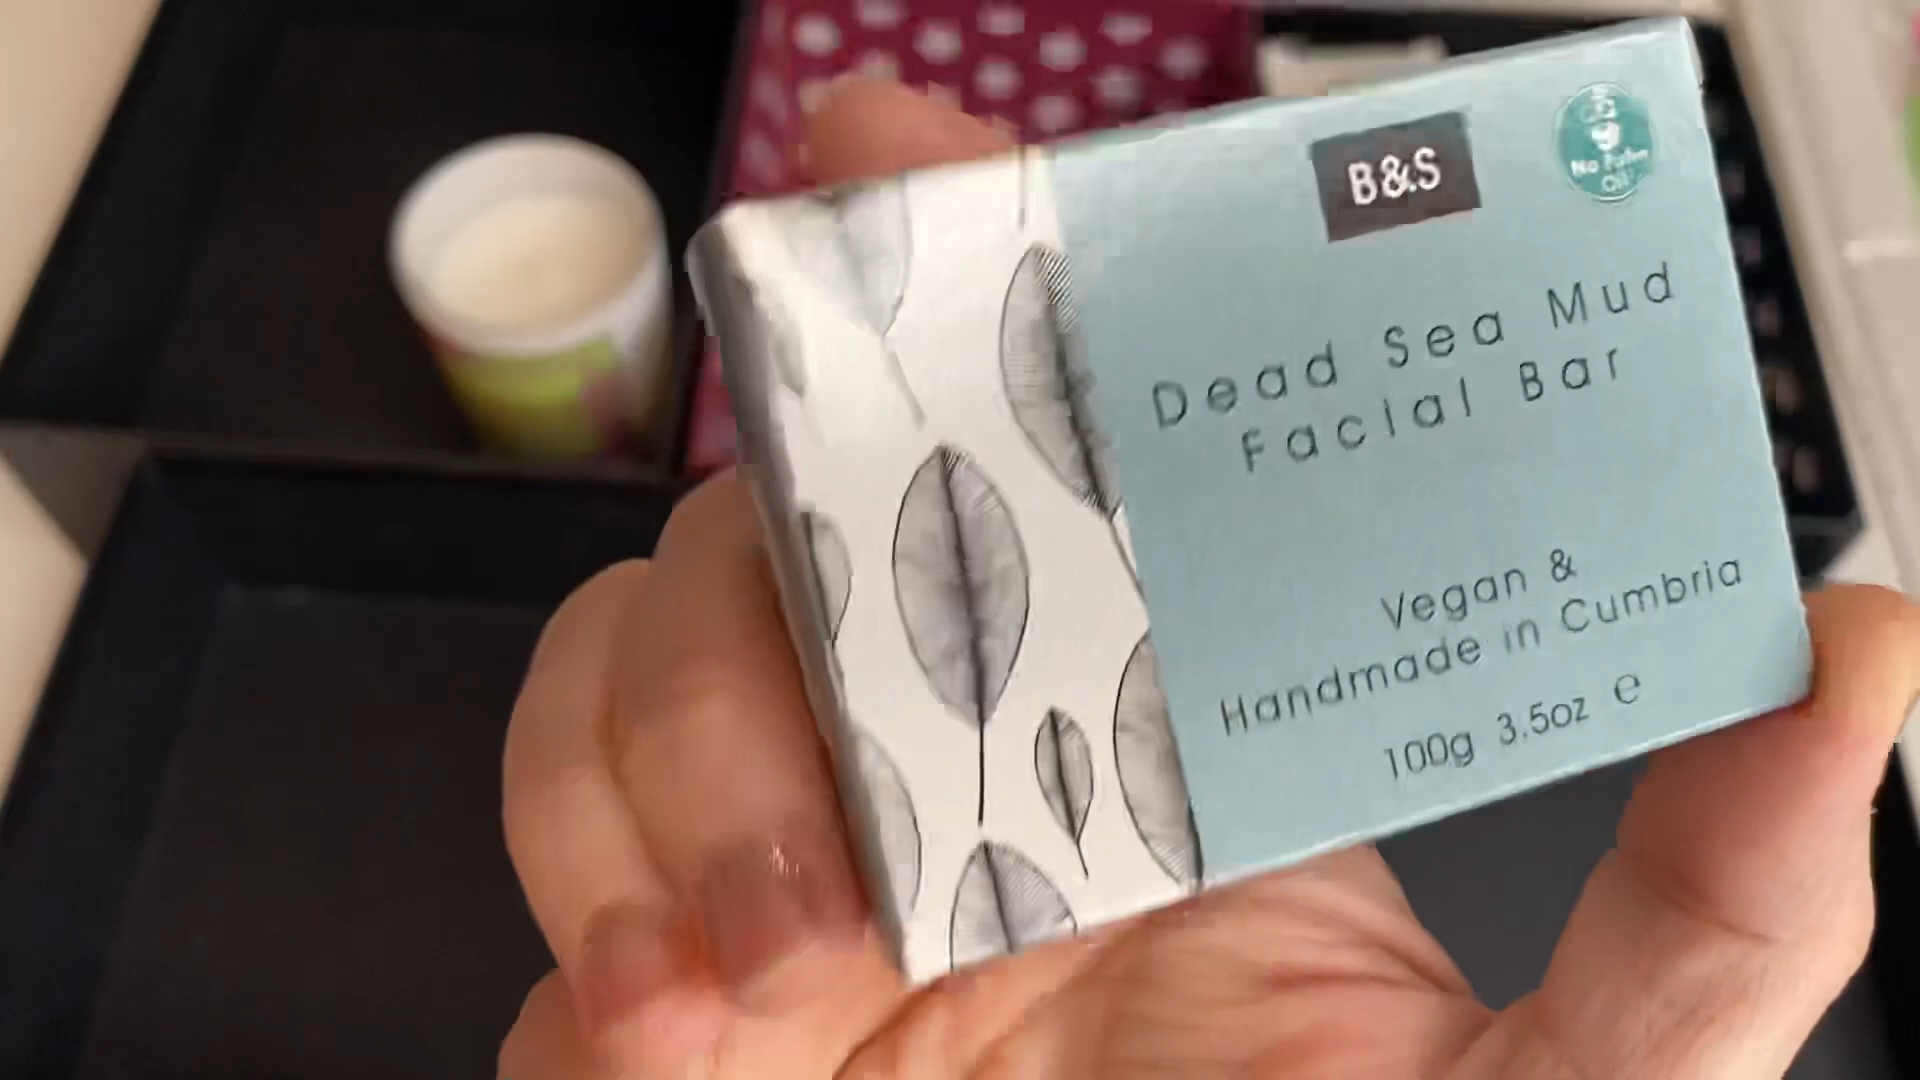 B&S
No Palm
Oil
Dead Sea Mud
Facial Bar
Vegan &
Handmade in Cumbria
100g 3.5oz e